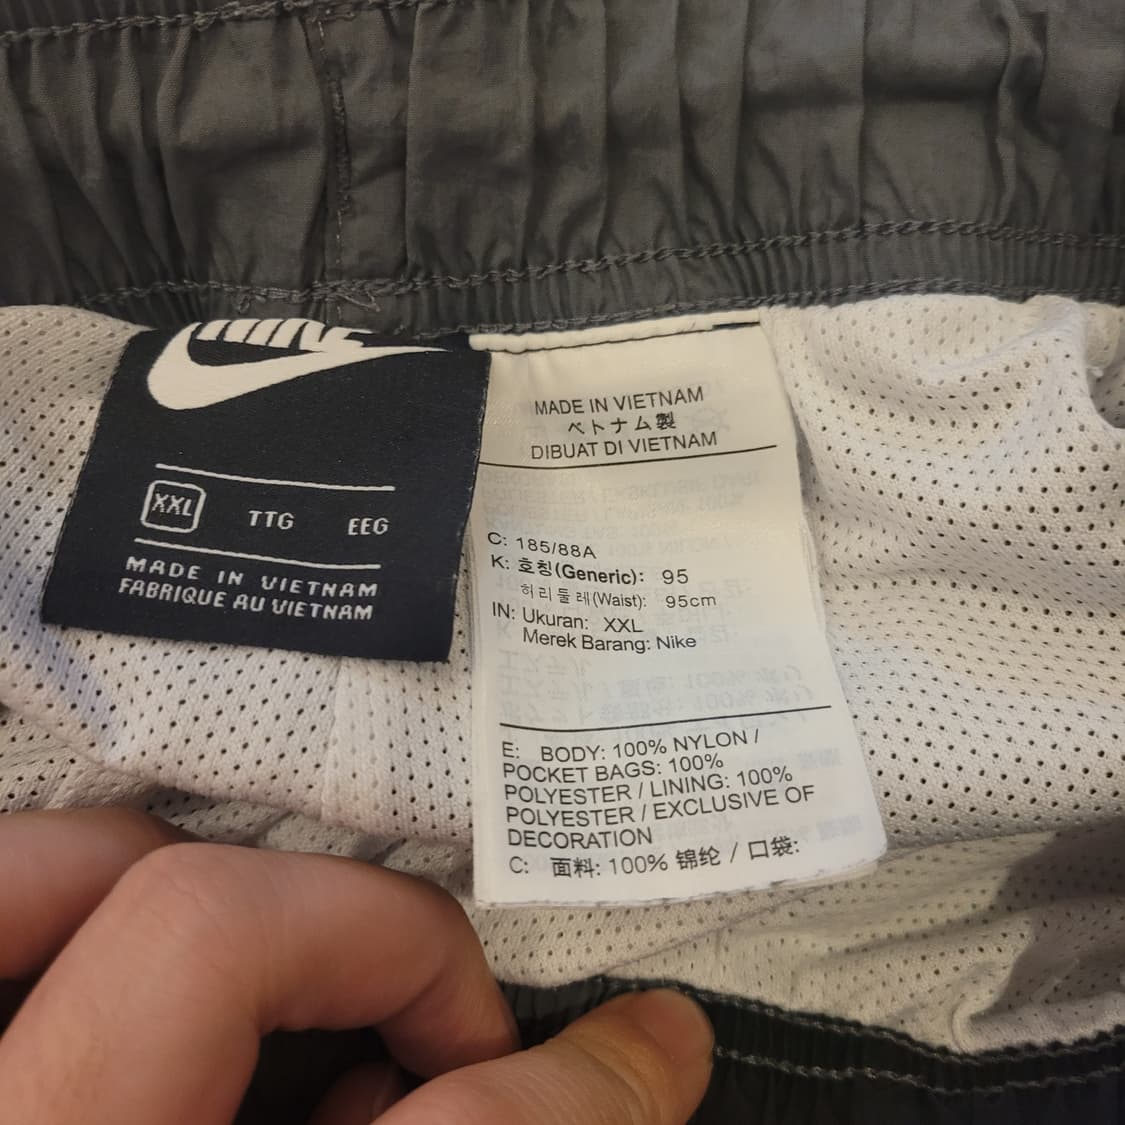 NIKE
XXL TTG EEG
MADE IN VIETNAM
FABRIQUE AU VIETNAM
MADE IN VIETNAM
ベトナム製
DIBUAT DI VIETNAM
C: 185/88A
K: 호칭(Generic): 95
허리둘레(Waist): 95cm
IN: Ukuran: XXL
Merek Barang: Nike
E: BODY: 100% NYLON /
POCKET BAGS: 100%
POLYESTER / LINING: 100%
POLYESTER / EXCLUSIVE OF
DECORATION
C: 面料: 100% 锦纶 / 口袋: